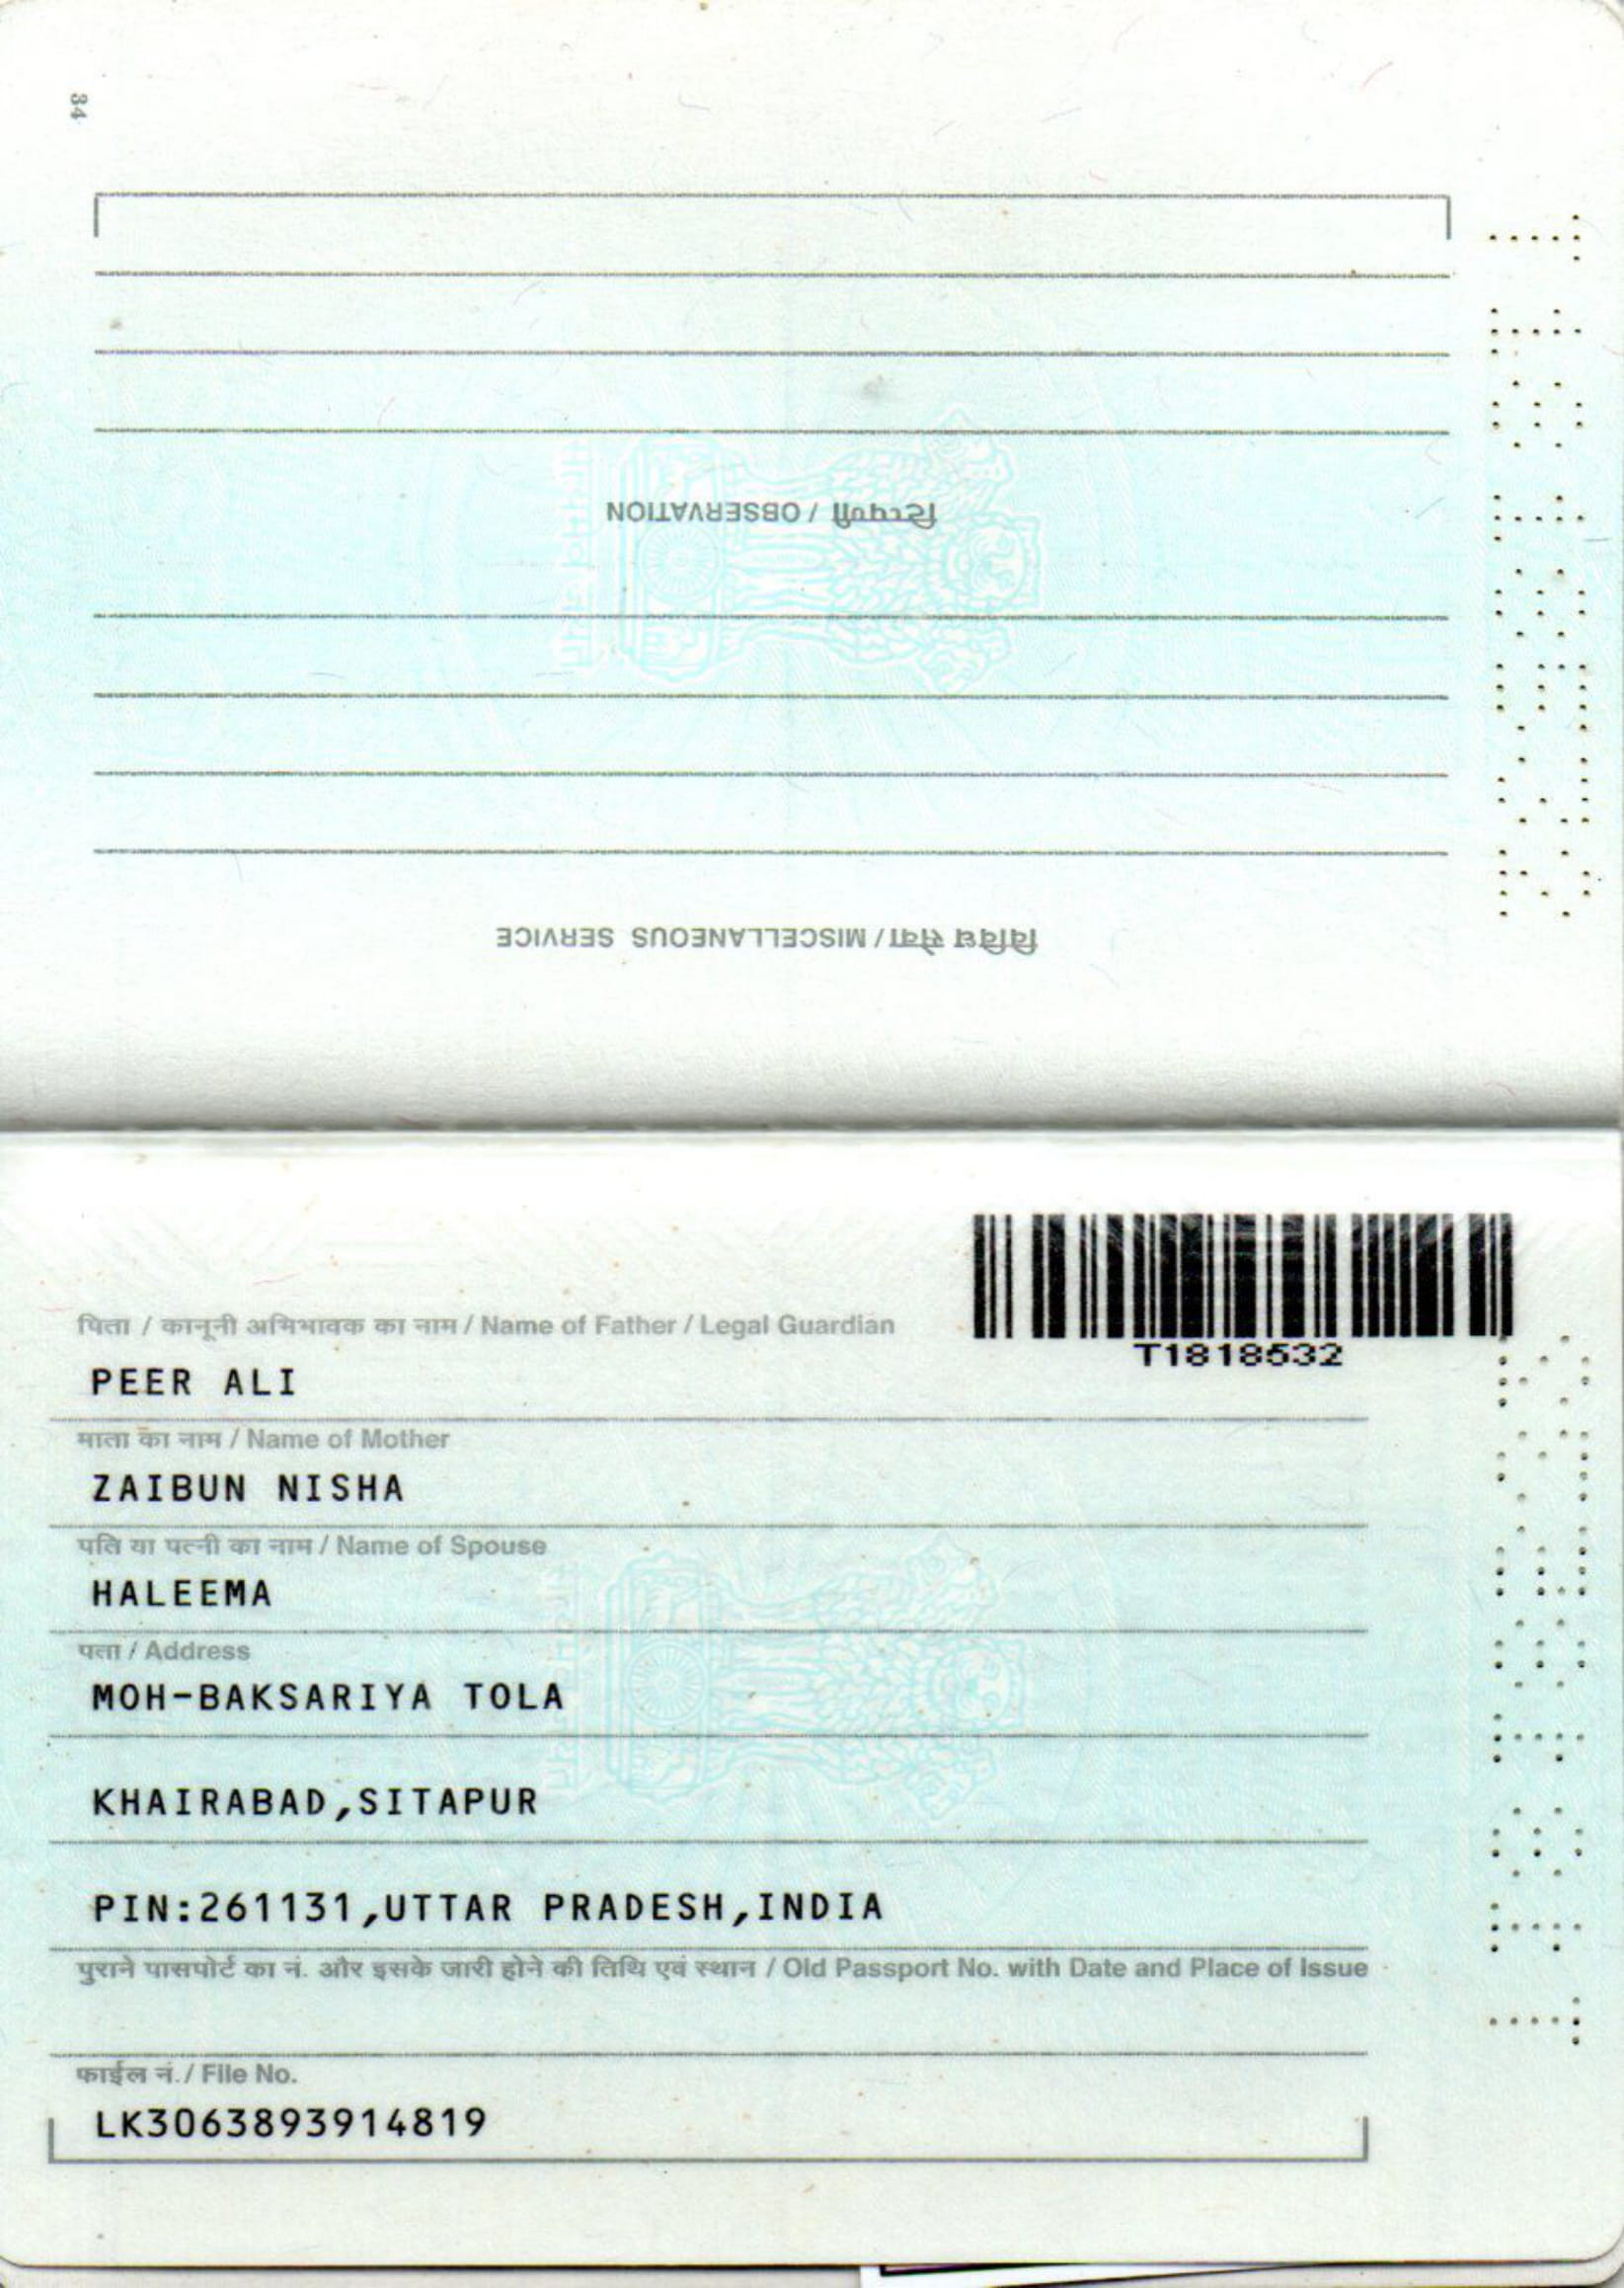 34
टिप्पणी / OBSERVATION
विविध सेवा / MISCELLANEOUS SERVICE
T1818532
पिता / कानूनी अभिभावक का नाम / Name of Father / Legal Guardian
PEER ALI
माता का नाम / Name of Mother
ZAIBUN NISHA
पति या पत्नी का नाम / Name of Spouse
HALEEMA
पता / Address
MOH-BAKSARIYA TOLA
KHAIRABAD,SITAPUR
PIN:261131,UTTAR PRADESH,INDIA
पुराने पासपोर्ट का नं. और इसके जारी होने की तिथि एवं स्थान / Old Passport No. with Date and Place of Issue
फाईल नं. / File No.
LK3063893914819
T1818532